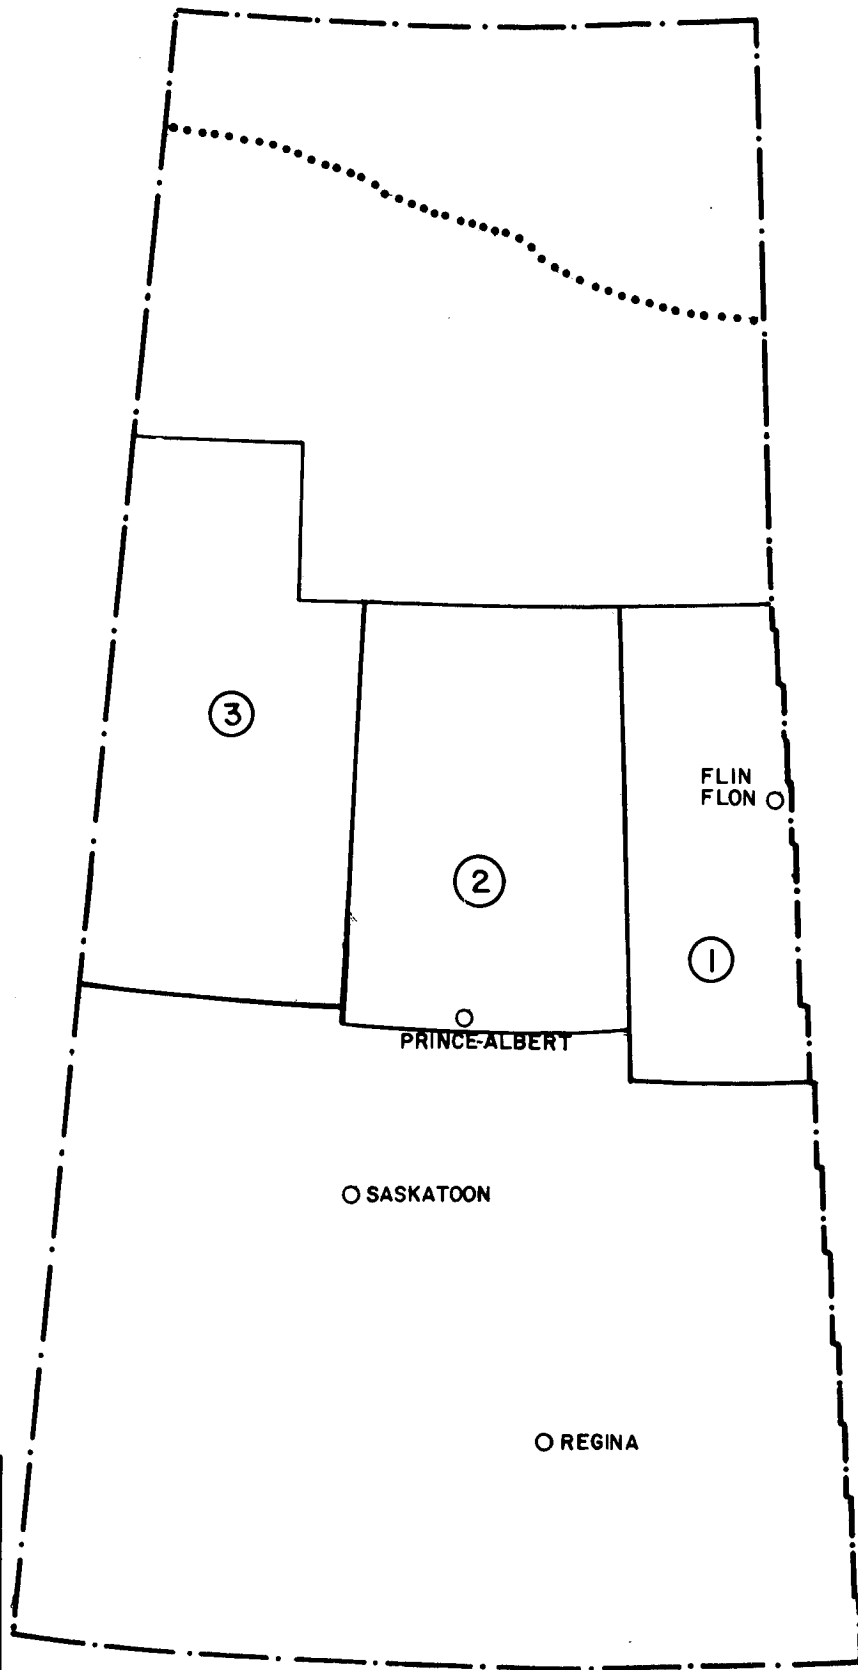 3
FLIN
FLON
2
1
PRINCE-ALBERT
SASKATOON
REGINA